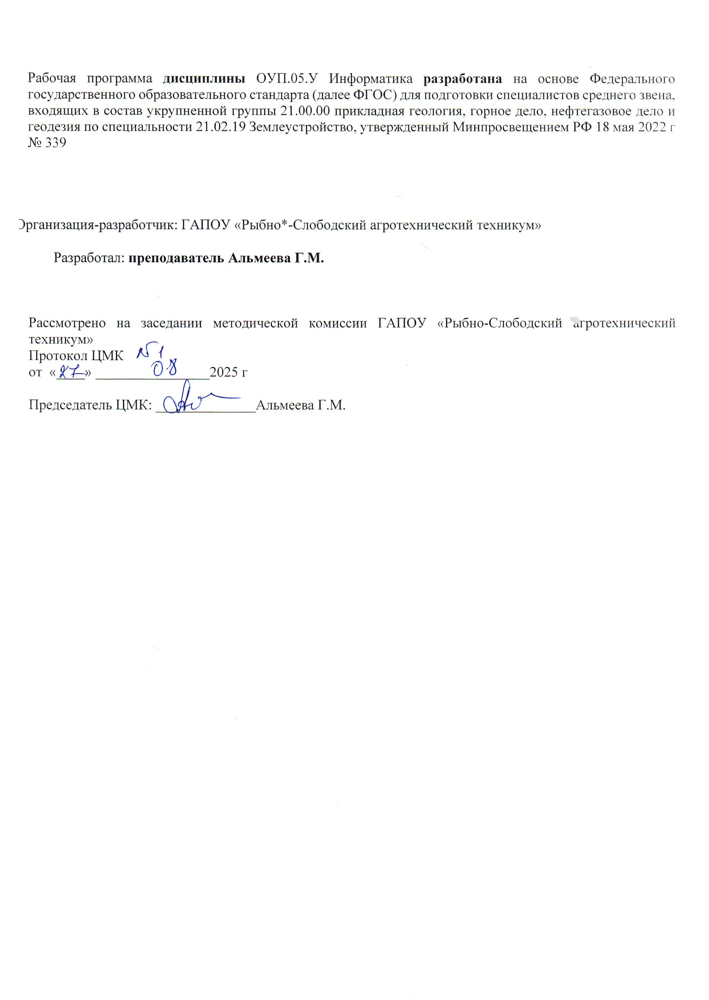 Рабочая программа дисциплины ОУП.05.У Информатика разработана на основе Федерального
государственного образовательного стандарта (далее ФГОС) для подготовки специалистов среднего звена,
входящих в состав укрупненной группы 21.00.00 прикладная геология, горное дело, нефтегазовое дело и
геодезия по специальности 21.02.19 Землеустройство, утвержденный Минпросвещением РФ 18 мая 2022 г
№ 339
Организация-разработчик: ГАПОУ «Рыбно*-Слободский агротехнический техникум»
Разработал: преподаватель Альмеева Г.М.
Рассмотрено на заседании методической комиссии ГАПОУ «Рыбно-Слободский агротехнический
техникум»
Протокол ЦМК №1
от «27» 08 2025 г
Председатель ЦМК: Альмеева Г.М.